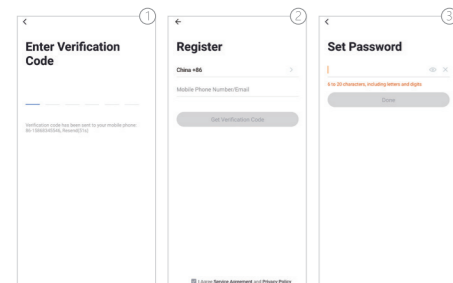 ①
Enter Verification
Code
Verification code has been sent to your mobile phone:
Resend
②
Register
China +86
Mobile Phone Number/Email
Get Verification Code
I agree Service Agreement and Privacy Policy
③
Set Password
6 to 20 characters, including letters and digits
Done